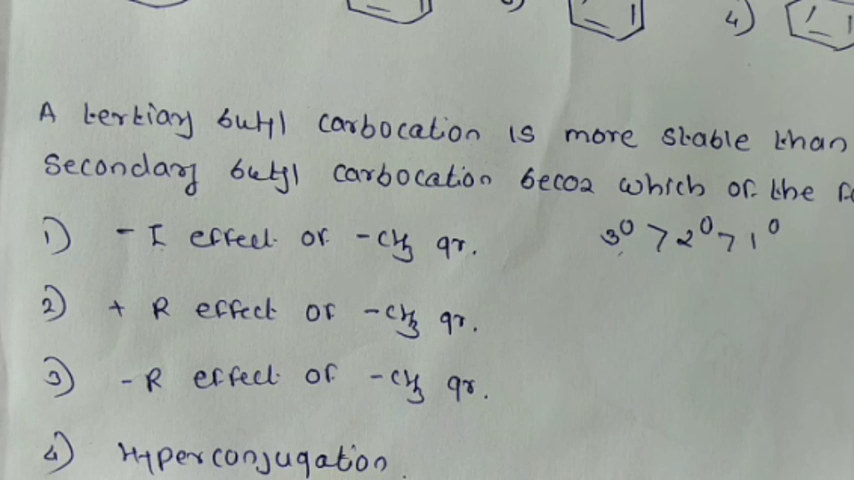 4)
A tertiary butyl carbocation is more stable than
Secondary butyl carbocation becoz which of the
1) - I effect of -CH3 gr.
3° > 2° > 1°
2) + R effect of -CH3 gr.
3) - R effect of -CH3 gr.
4) Hyperconjugation.